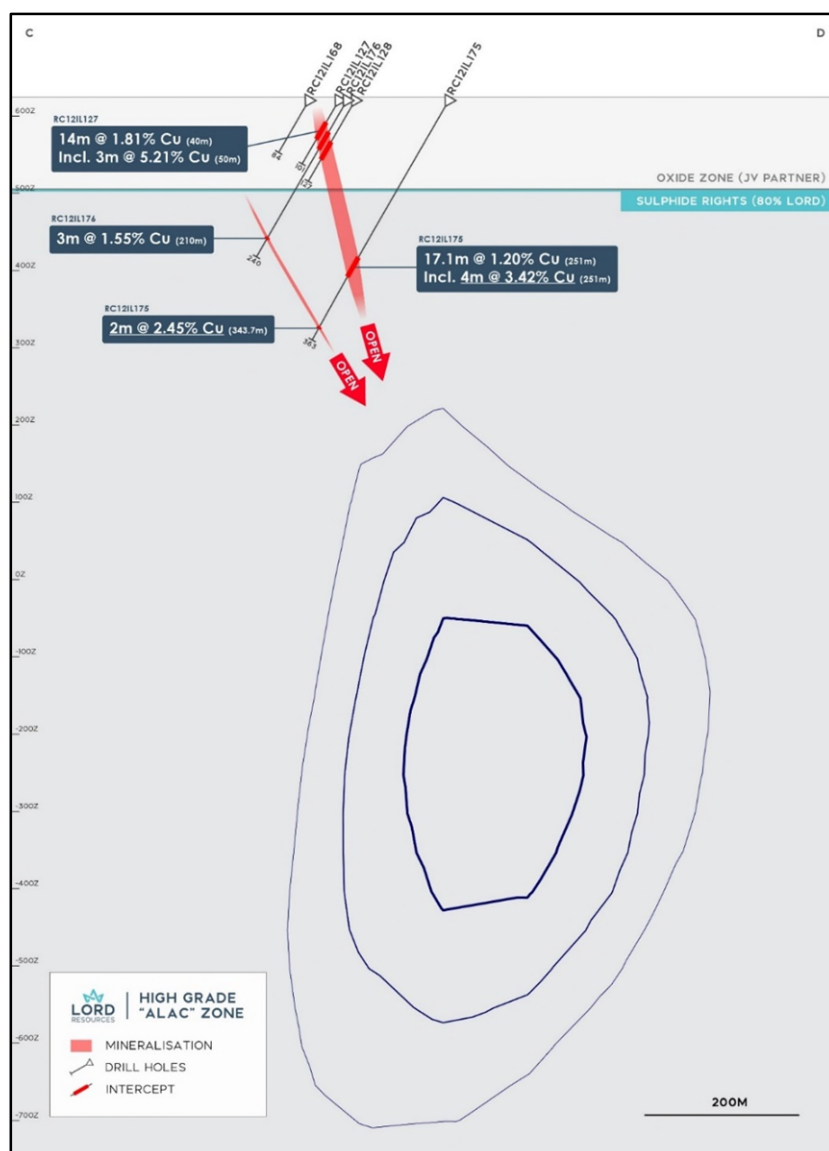 C
D
RC12IL168
RC12IL127
RC12IL176
RC12IL128
RC12IL175
600Z
RC12IL127
14m @ 1.81% Cu (40m)
Incl. 3m @ 5.21% Cu (50m)
84
101
OXIDE ZONE (JV PARTNER)
500Z
SULPHIDE RIGHTS (80% LORD)
RC12IL176
3m @ 1.55% Cu (210m)
240
RC12IL175
17.1m @ 1.20% Cu (251m)
Incl. 4m @ 3.42% Cu (251m)
400Z
RC12IL175
2m @ 2.45% Cu (343.7m)
363
300Z
OPEN
OPEN
200Z
100Z
0Z
-100Z
-200Z
-300Z
-400Z
-500Z
-600Z
-700Z
LORD
RESOURCES
HIGH GRADE
"ALAC" ZONE
MINERALISATION
DRILL HOLES
INTERCEPT
200M